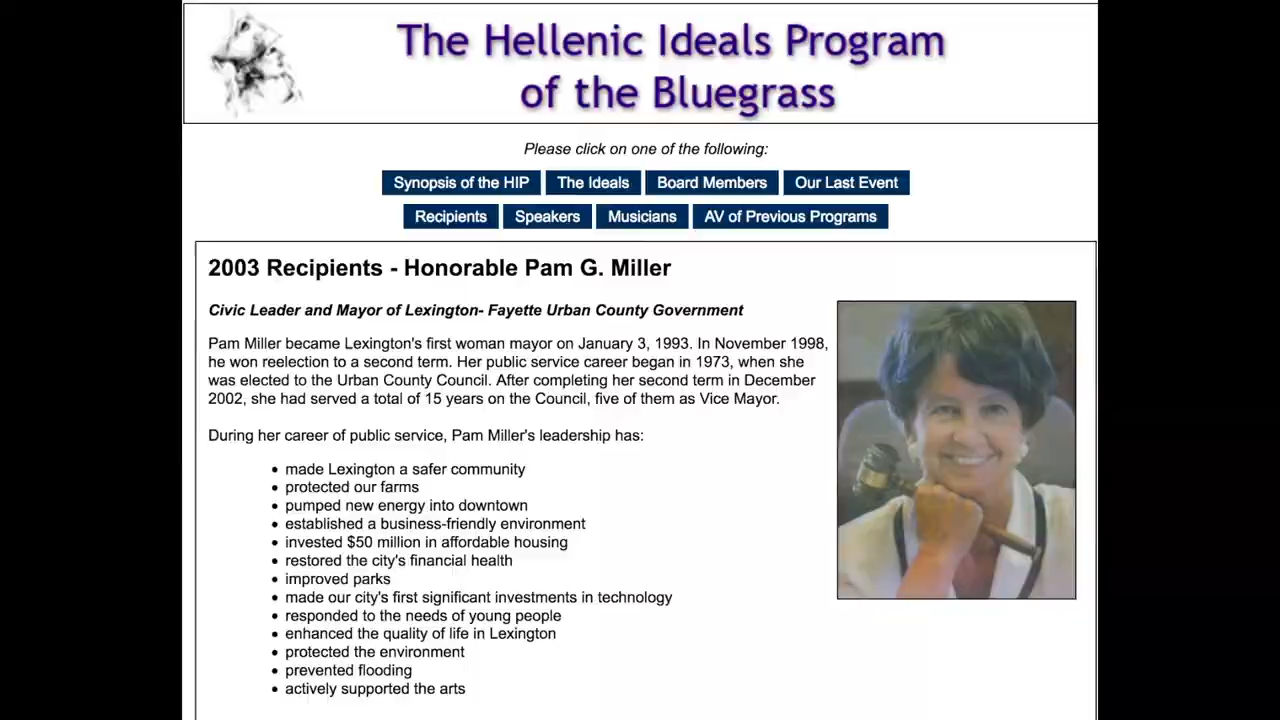 The Hellenic Ideals Program
of the Bluegrass
Please click on one of the following:
Synopsis of the HIP The Ideals Board Members Our Last Event
Recipients Speakers Musicians AV of Previous Programs
2003 Recipients - Honorable Pam G. Miller
Civic Leader and Mayor of Lexington- Fayette Urban County Government
Pam Miller became Lexington's first woman mayor on January 3, 1993. In November 1998,
he won reelection to a second term. Her public service career began in 1973, when she
was elected to the Urban County Council. After completing her second term in December
2002, she had served a total of 15 years on the Council, five of them as Vice Mayor.
During her career of public service, Pam Miller's leadership has:
• made Lexington a safer community
• protected our farms
• pumped new energy into downtown
• established a business-friendly environment
• invested $50 million in affordable housing
• restored the city's financial health
• improved parks
• made our city's first significant investments in technology
• responded to the needs of young people
• enhanced the quality of life in Lexington
• protected the environment
• prevented flooding
• actively supported the arts